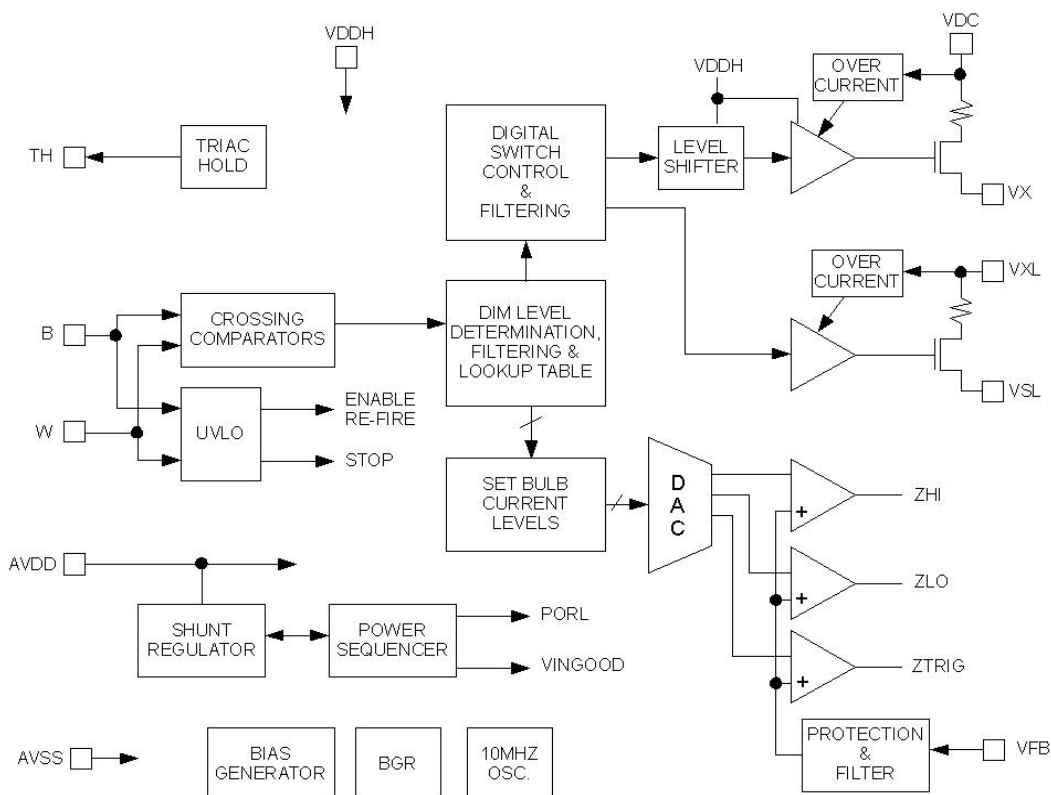 VDDH
VDC
VDDH
OVER
CURRENT
TH
TRIAC
HOLD
DIGITAL
SWITCH
CONTROL
&
FILTERING
LEVEL
SHIFTER
VX
OVER
CURRENT
VXL
B
CROSSING
COMPARATORS
DIM LEVEL
DETERMINATION,
FILTERING &
LOOKUP TABLE
VSL
W
UVLO
ENABLE
RE-FIRE
STOP
SET BULB
CURRENT
LEVELS
D
A
C
+
ZHI
AVDD
+
ZLO
SHUNT
REGULATOR
POWER
SEQUENCER
PORL
VINGOOD
+
ZTRIG
AVSS
BIAS
GENERATOR
BGR
10MHZ
OSC.
PROTECTION
&
FILTER
VFB